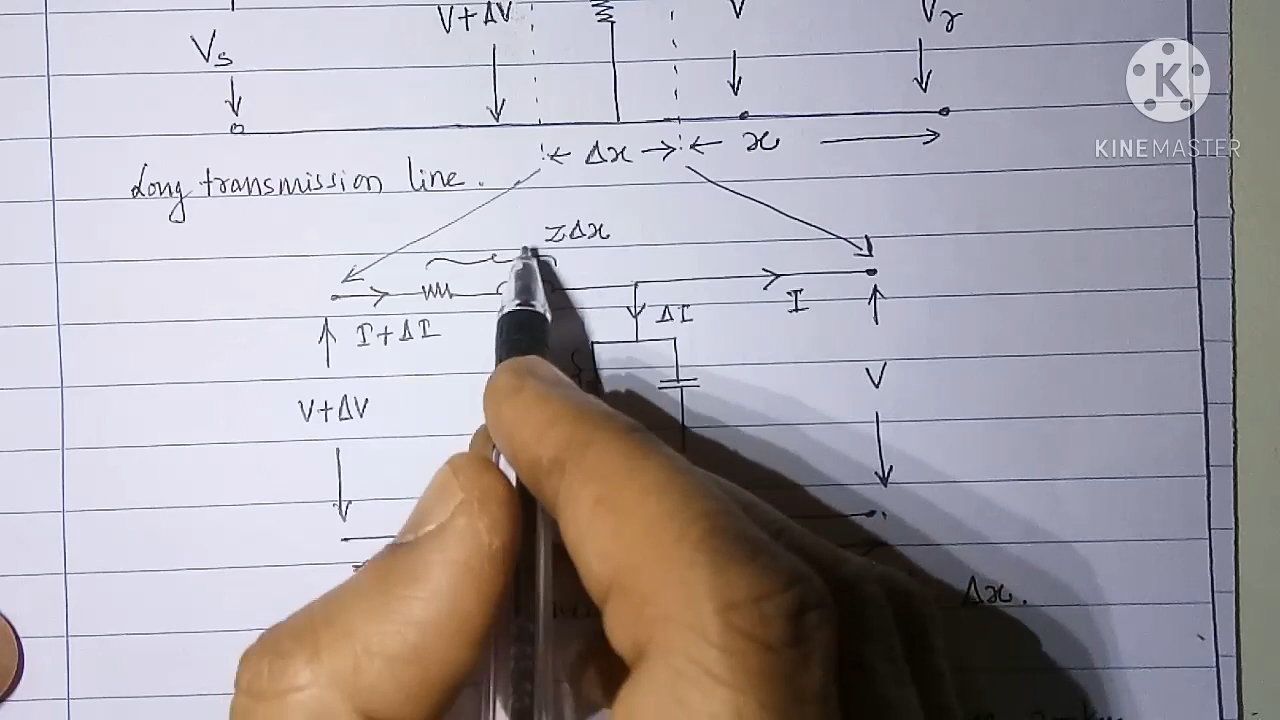 V+ΔV V Vr
Vs
K
KINEMASTER
Δx x
Long transmission line.
zΔx
I+ΔI ΔI I
V+ΔV V
Δx.